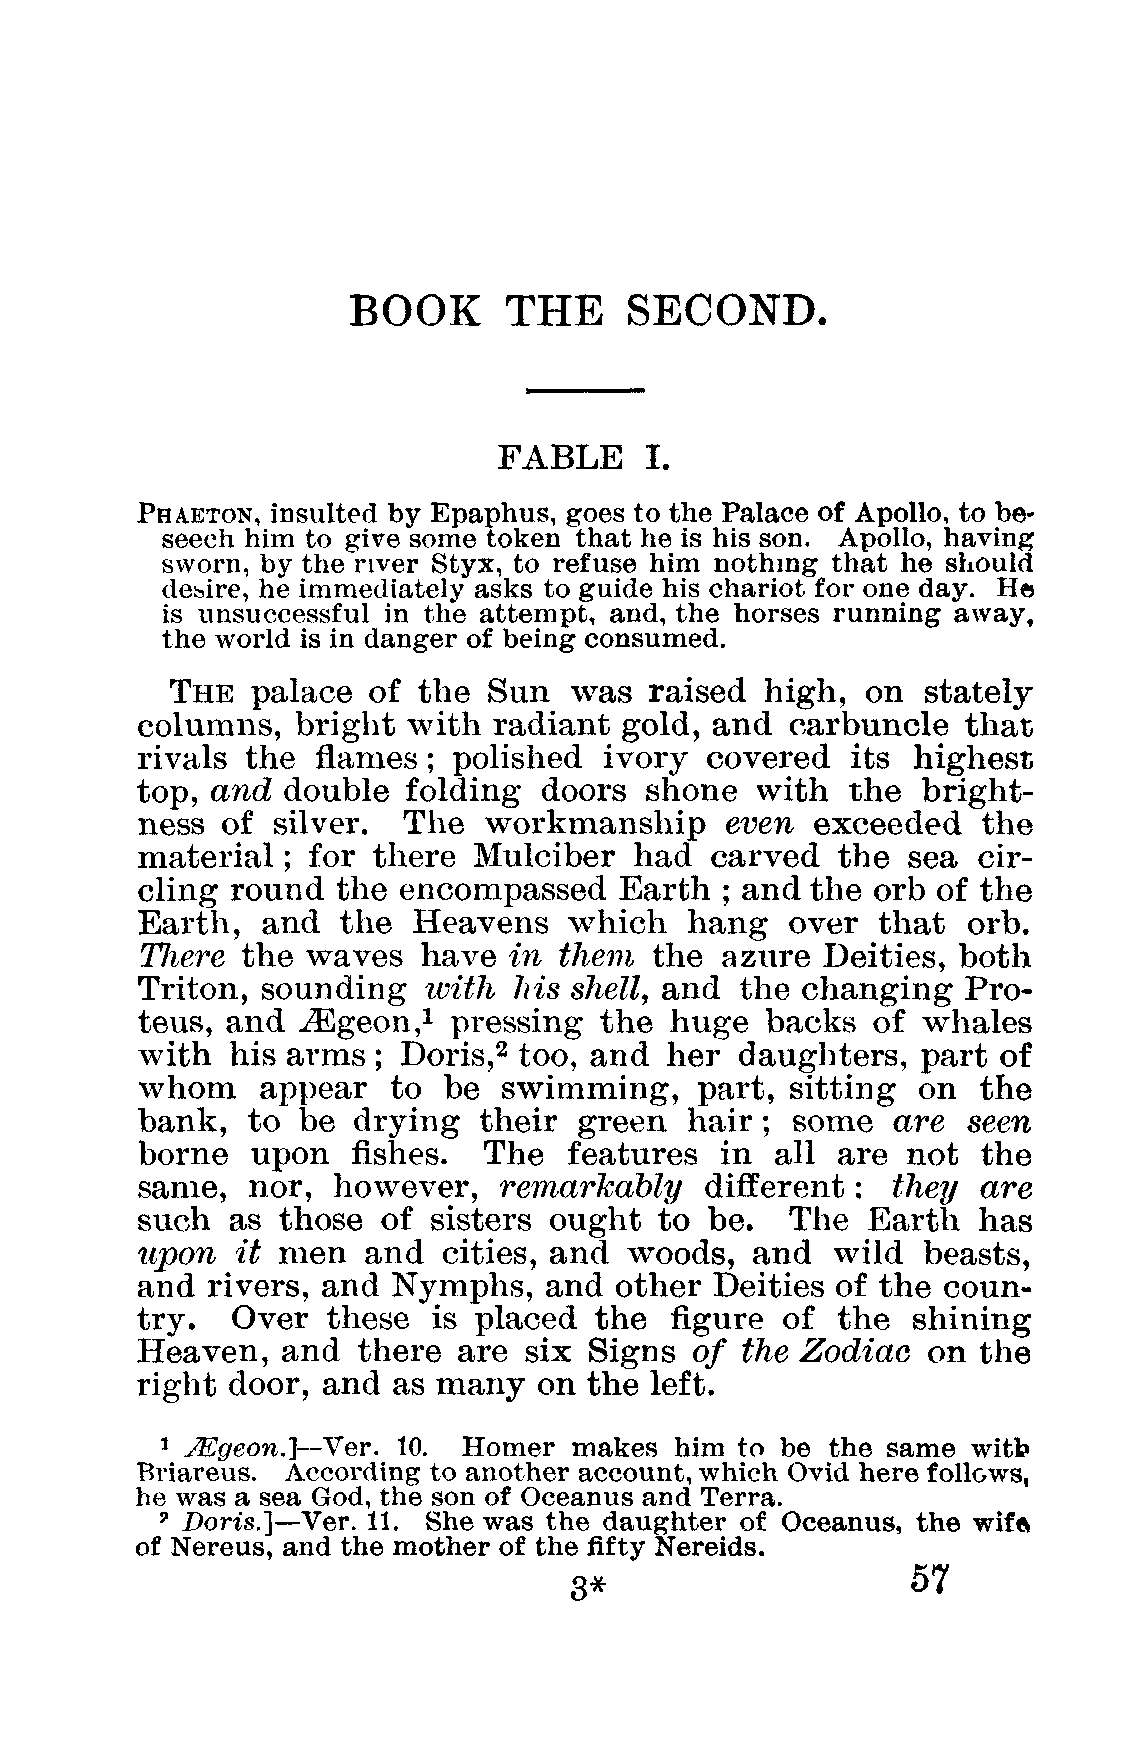 BOOK THE SECOND.
FABLE I.
PHAETON, insulted by Epaphus, goes to the Palace of Apollo, to be-
seech him to give some token that he is his son. Apollo, having
sworn, by the river Styx, to refuse him nothing that he should
desire, he immediately asks to guide his chariot for one day. He
is unsuccessful in the attempt, and, the horses running away,
the world is in danger of being consumed.
THE palace of the Sun was raised high, on stately
columns, bright with radiant gold, and carbuncle that
rivals the flames; polished ivory covered its highest
top, and double folding doors shone with the bright-
ness of silver. The workmanship even exceeded the
material; for there Mulciber had carved the sea cir-
cling round the encompassed Earth; and the orb of the
Earth, and the Heavens which hang over that orb.
There the waves have in them the azure Deities, both
Triton, sounding with his shell, and the changing Pro-
teus, and Ægeon,¹ pressing the huge backs of whales
with his arms; Doris,² too, and her daughters, part of
whom appear to be swimming, part, sitting on the
bank, to be drying their green hair; some are seen
borne upon fishes. The features in all are not the
same, nor, however, remarkably different: they are
such as those of sisters ought to be. The Earth has
upon it men and cities, and woods, and wild beasts,
and rivers, and Nymphs, and other Deities of the coun-
try. Over these is placed the figure of the shining
Heaven, and there are six Signs of the Zodiac on the
right door, and as many on the left.
¹ Ægeon.]—Ver. 10. Homer makes him to be the same with
Briareus. According to another account, which Ovid here follows,
he was a sea God, the son of Oceanus and Terra.
² Doris.]—Ver. 11. She was the daughter of Oceanus, the wife
of Nereus, and the mother of the fifty Nereids.
3* 57